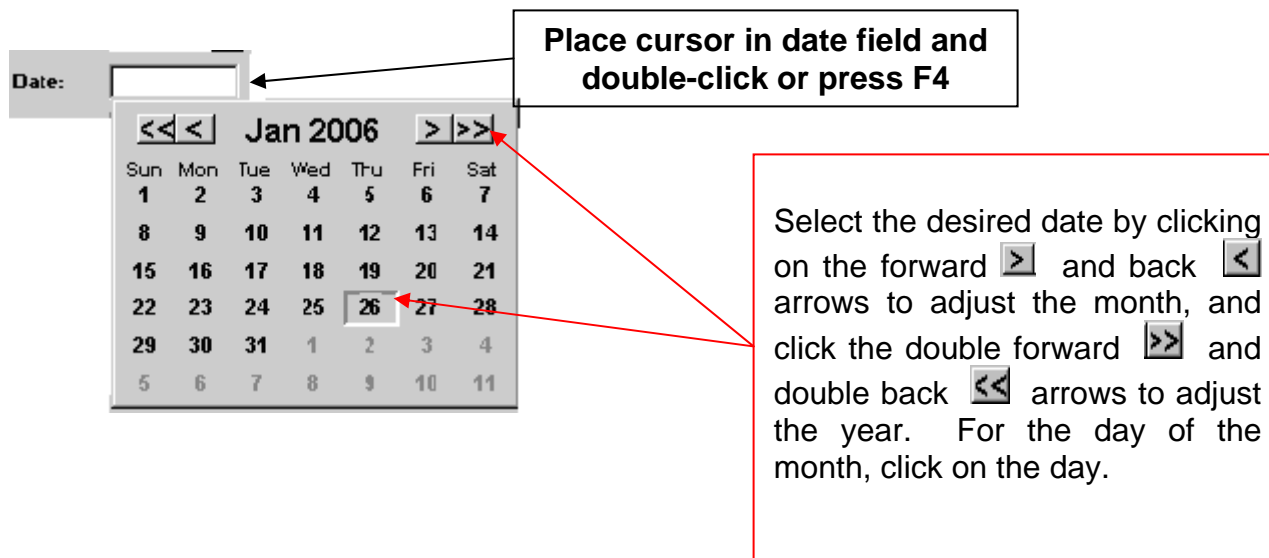 Place cursor in date field and
double-click or press F4
Date:
<< < Jan 2006 > >>
Sun Mon Tue Wed Thu Fri Sat
1 2 3 4 5 6 7
8 9 10 11 12 13 14
15 16 17 18 19 20 21
22 23 24 25 26 27 28
29 30 31 1 2 3 4
5 6 7 8 9 10 11
Select the desired date by clicking
on the forward > and back <
arrows to adjust the month, and
click the double forward >> and
double back << arrows to adjust
the year. For the day of the
month, click on the day.